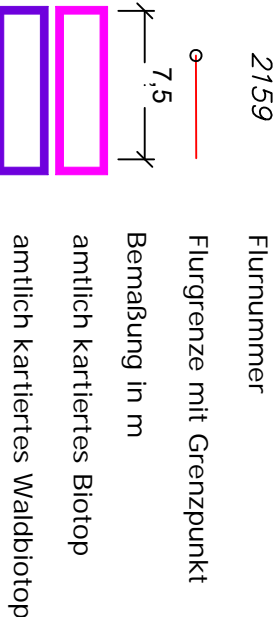 2159 Flurnummer
Flurgrenze mit Grenzpunkt
7,5 Bemaßung in m
amtlich kartiertes Biotop
amtlich kartiertes Waldbiotop